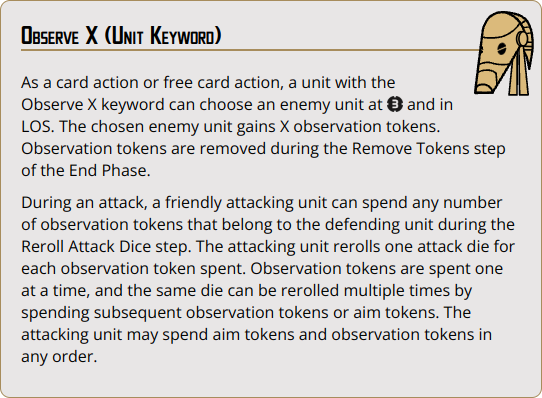 Observe X (Unit Keyword)
As a card action or free card action, a unit with the
Observe X keyword can choose an enemy unit at 3 and in
LOS. The chosen enemy unit gains X observation tokens.
Observation tokens are removed during the Remove Tokens step
of the End Phase.
During an attack, a friendly attacking unit can spend any number
of observation tokens that belong to the defending unit during the
Reroll Attack Dice step. The attacking unit rerolls one attack die for
each observation token spent. Observation tokens are spent one
at a time, and the same die can be rerolled multiple times by
spending subsequent observation tokens or aim tokens. The
attacking unit may spend aim tokens and observation tokens in
any order.